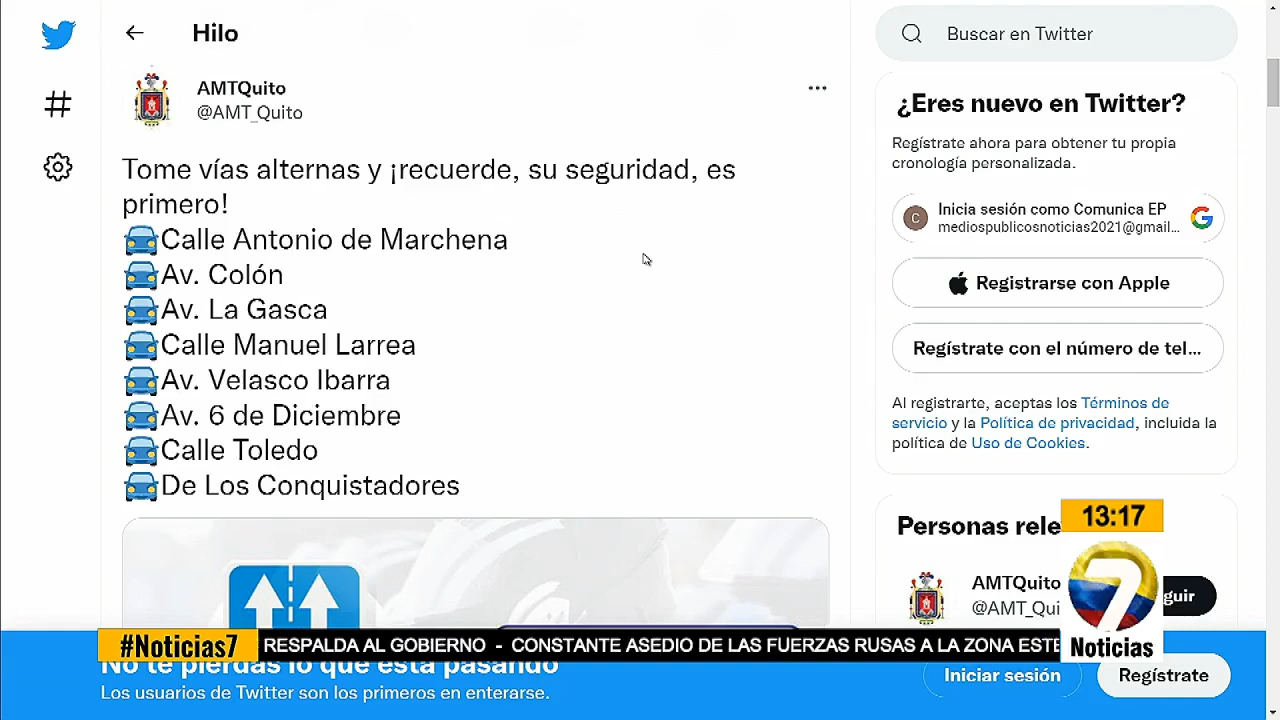 Hilo
AMTQuito
@AMT_Quito
Tome vías alternas y ¡recuerde, su seguridad, es
primero!
Calle Antonio de Marchena
Av. Colón
Av. La Gasca
Calle Manuel Larrea
Av. Velasco Ibarra
Av. 6 de Diciembre
Calle Toledo
De Los Conquistadores
Buscar en Twitter
¿Eres nuevo en Twitter?
Regístrate ahora para obtener tu propia
cronología personalizada.
C
Inicia sesión como Comunica EP
mediospublicosnoticias2021@gmail...
Registrarse con Apple
Regístrate con el número de tel...
Al registrarte, aceptas los Términos de
servicio y la Política de privacidad, incluida la
política de Uso de Cookies.
Personas rele
13:17
AMTQuito
@AMT_Qui
guir
7
Noticias
#Noticias7
RESPALDA AL GOBIERNO - CONSTANTE ASEDIO DE LAS FUERZAS RUSAS A LA ZONA ESTE
No te pierdas lo que está pasando
Los usuarios de Twitter son los primeros en enterarse.
Iniciar sesión
Regístrate